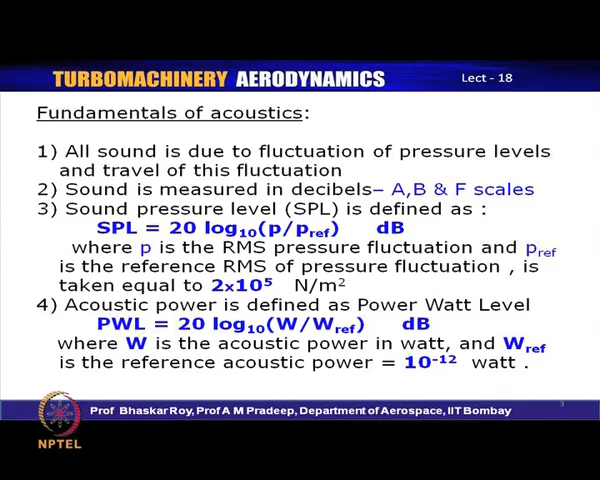 TURBOMACHINERY AERODYNAMICS Lect - 18
Fundamentals of acoustics:
1) All sound is due to fluctuation of pressure levels
and travel of this fluctuation
2) Sound is measured in decibels– A,B & F scales
3) Sound pressure level (SPL) is defined as :
SPL = 20 log₁₀(p/pref) dB
where p is the RMS pressure fluctuation and pref
is the reference RMS of pressure fluctuation , is
taken equal to 2x10⁵ N/m²
4) Acoustic power is defined as Power Watt Level
PWL = 20 log₁₀(W/Wref) dB
where W is the acoustic power in watt, and Wref
is the reference acoustic power = 10⁻¹² watt .
3
Prof Bhaskar Roy, Prof A M Pradeep, Department of Aerospace, IIT Bombay
NPTEL